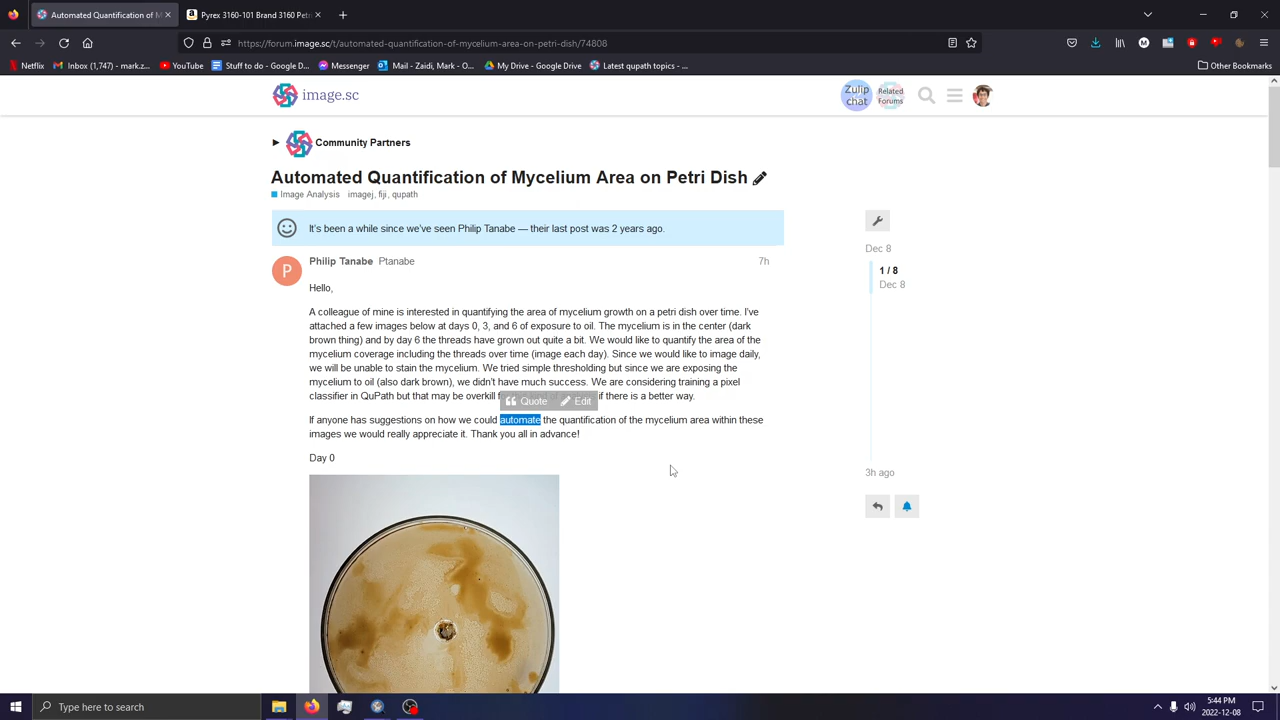 Automated Quantification of M
Pyrex 3160-101 Brand 3160 Petr
https://forum.image.sc/t/automated-quantification-of-mycelium-area-on-petri-dish/74808
Netflix
Inbox (1,747) - mark.z...
YouTube
Stuff to do - Google D...
Messenger
Mail - Zaidi, Mark - O...
My Drive - Google Drive
Latest qupath topics - ...
Other Bookmarks
image.sc
Zulip chat
Related Forums
Community Partners
Automated Quantification of Mycelium Area on Petri Dish
Image Analysis imagej, fiji, qupath
It's been a while since we've seen Philip Tanabe — their last post was 2 years ago.
P
Philip Tanabe Ptanabe
7h
Hello,
A colleague of mine is interested in quantifying the area of mycelium growth on a petri dish over time. I've
attached a few images below at days 0, 3, and 6 of exposure to oil. The mycelium is in the center (dark
brown thing) and by day 6 the threads have grown out quite a bit. We would like to quantify the area of the
mycelium coverage including the threads over time (image each day). Since we would like to image daily,
we will be unable to stain the mycelium. We tried simple thresholding but since we are exposing the
mycelium to oil (also dark brown), we didn't have much success. We are considering training a pixel
classifier in QuPath but that may be overkill if there is a better way.
Quote Edit
If anyone has suggestions on how we could automate the quantification of the mycelium area within these
images we would really appreciate it. Thank you all in advance!
Day 0
Dec 8
1 / 8
Dec 8
3h ago
Type here to search
5:44 PM
2022-12-08